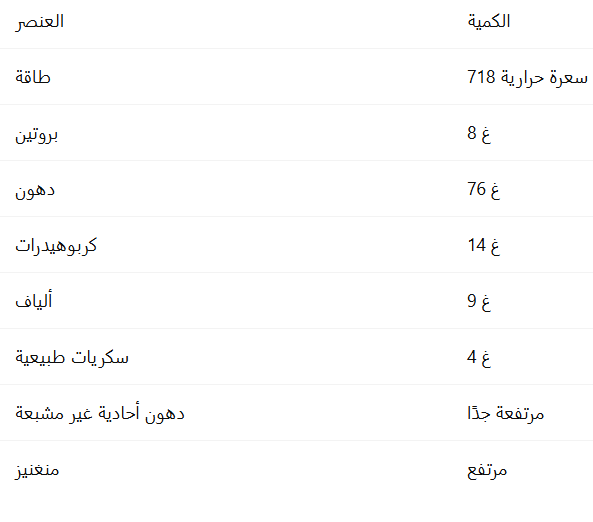 العنصر الكمية
طاقة 718 سعرة حرارية
بروتين 8 غ
دهون 76 غ
كربوهيدرات 14 غ
ألياف 9 غ
سكريات طبيعية 4 غ
دهون أحادية غير مشبعة مرتفعة جدًا
منغنيز مرتفع